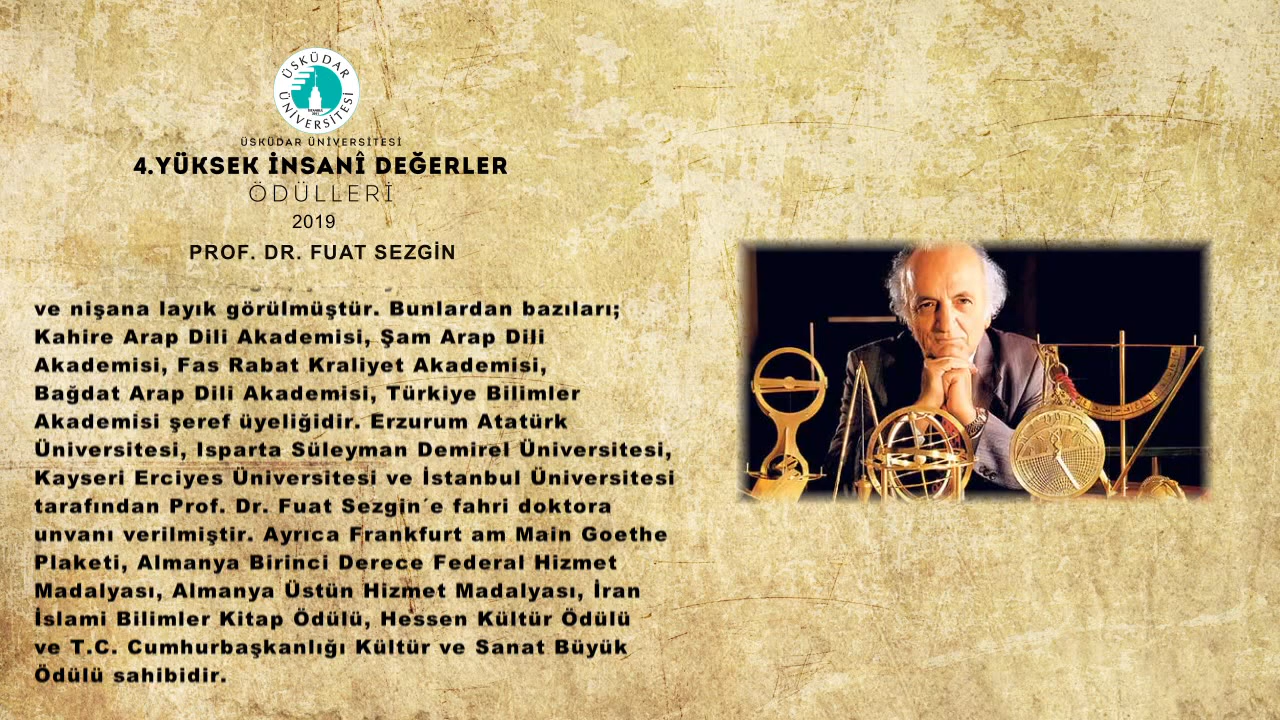 ÜSKÜDAR
ÜNİVERSİTESİ
İSTANBUL
2011
ÜSKÜDAR ÜNİVERSİTESİ
4.YÜKSEK İNSANÎ DEĞERLER
ÖDÜLLERİ
2019
PROF. DR. FUAT SEZGİN
ve nişana layık görülmüştür. Bunlardan bazıları;
Kahire Arap Dili Akademisi, Şam Arap Dili
Akademisi, Fas Rabat Kraliyet Akademisi,
Bağdat Arap Dili Akademisi, Türkiye Bilimler
Akademisi şeref üyeliğidir. Erzurum Atatürk
Üniversitesi, Isparta Süleyman Demirel Üniversitesi,
Kayseri Erciyes Üniversitesi ve İstanbul Üniversitesi
tarafından Prof. Dr. Fuat Sezgin´e fahri doktora
unvanı verilmiştir. Ayrıca Frankfurt am Main Goethe
Plaketi, Almanya Birinci Derece Federal Hizmet
Madalyası, Almanya Üstün Hizmet Madalyası, İran
İslami Bilimler Kitap Ödülü, Hessen Kültür Ödülü
ve T.C. Cumhurbaşkanlığı Kültür ve Sanat Büyük
Ödülü sahibidir.